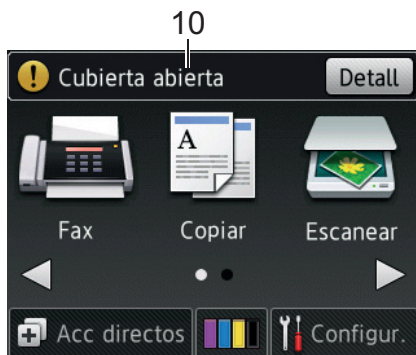 10
Cubierta abierta Detall
A
Fax Copiar Escanear
Acc directos Configur.